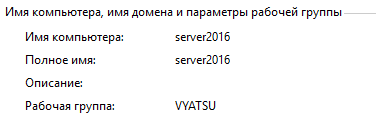 Имя компьютера, имя домена и параметры рабочей группы
Имя компьютера: server2016
Полное имя: server2016
Описание:
Рабочая группа: VYATSU